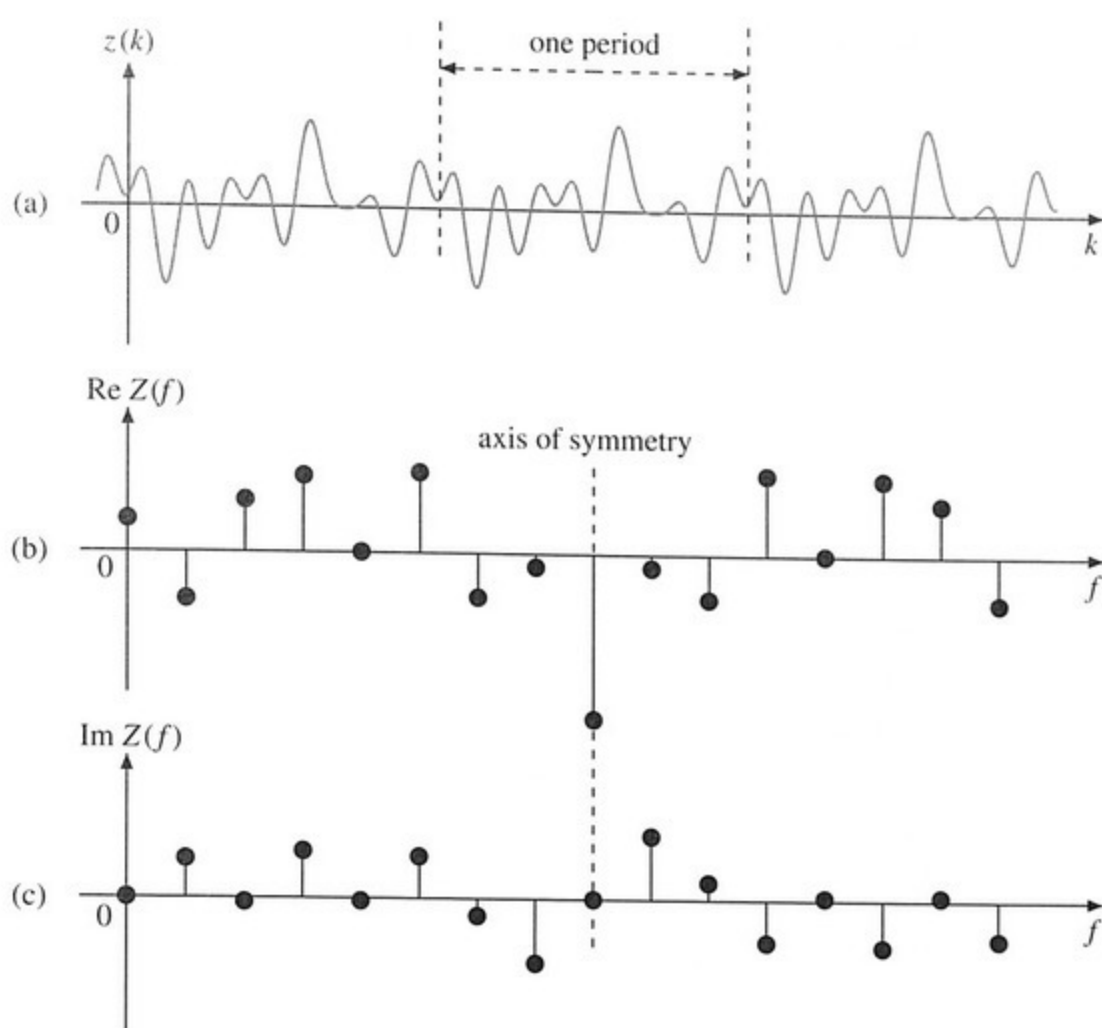 z(k)
one period
(a)
0
k
Re Z(f)
axis of symmetry
(b)
0
f
Im Z(f)
(c)
0
f